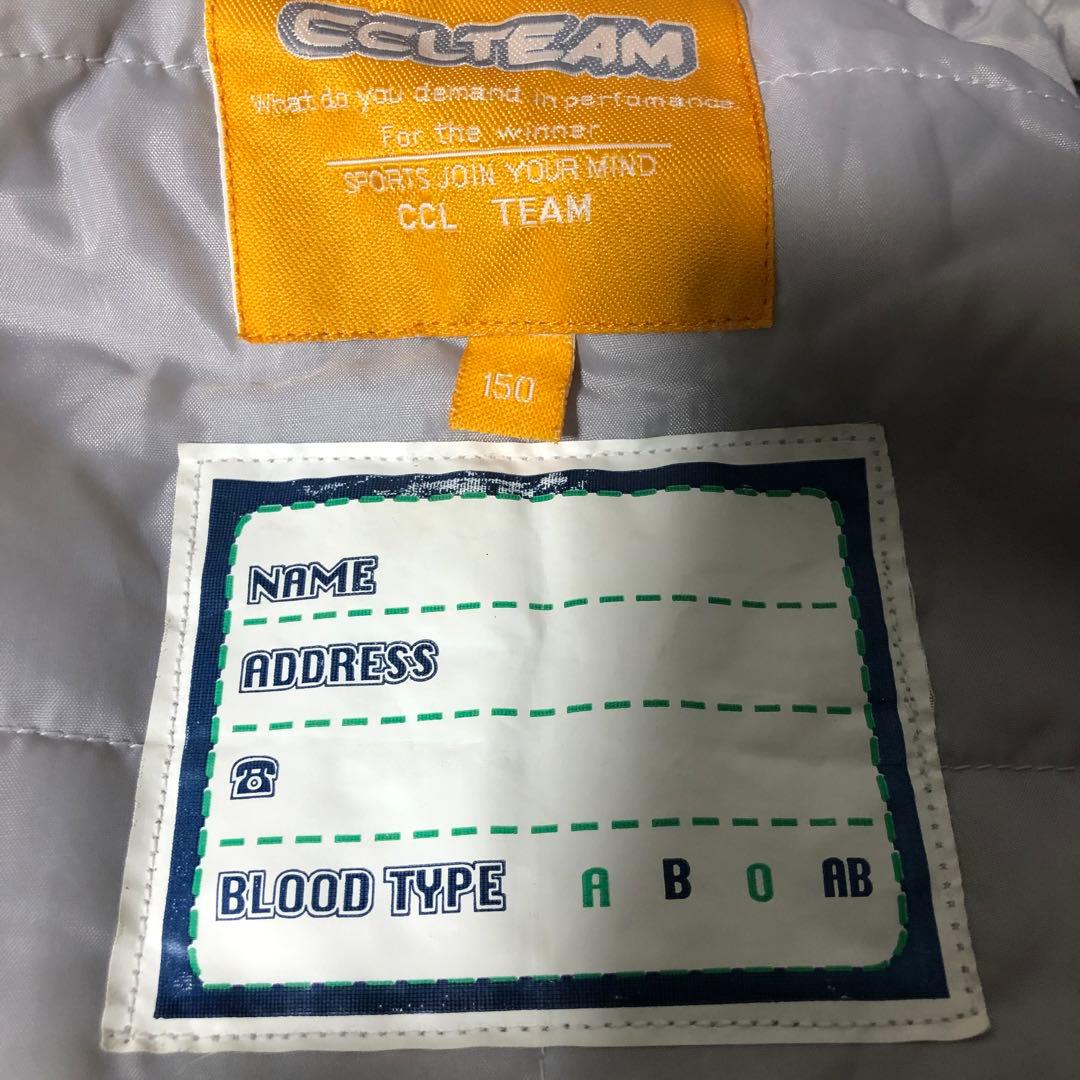 CCLTEAM
What do you demand in perfomance
For the winner
SPORTS JOIN YOUR MIND
CCL TEAM
150
NAME
ADDRESS
BLOOD TYPE A B O AB